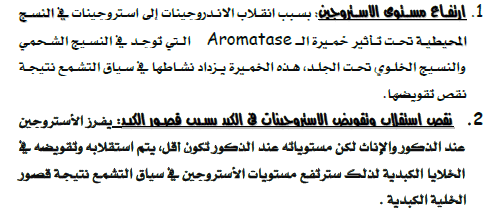 1. ارتفاع مستوى الاستروجين: بسبب انقلاب الاندروجينات إلى استروجينات في النسج
المحيطية تحت تأثير خميرة الـ Aromatase التي توجد في النسيج الشحمي
والنسيج الخلوي تحت الجلد، هذه الخميرة يزداد نشاطها في سياق التشمع نتيجة
نقص تقويضها.
2. نقص استقلاب وتقويض الاستروجينات في الكبد بسبب قصور الكبد: يفرز الأستروجين
عند الذكور والإناث لكن مستوياته عند الذكور تكون اقل، يتم استقلابه وتقويضه في
الخلايا الكبدية لذلك سترتفع مستويات الأستروجين في سياق التشمع نتيجة قصور
الخلية الكبدية .